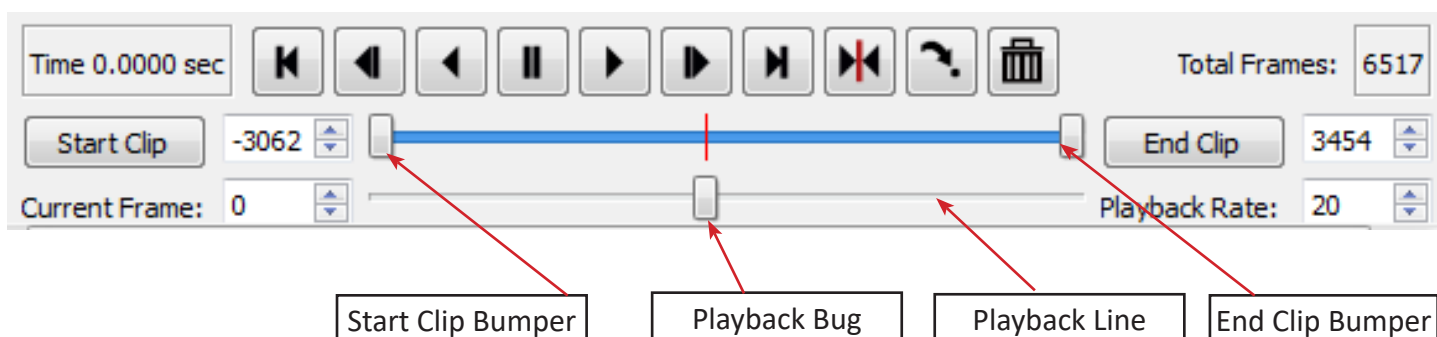 Time 0.0000 sec Total Frames: 6517
Start Clip -3062 End Clip 3454
Current Frame: 0 Playback Rate: 20
Start Clip Bumper Playback Bug Playback Line End Clip Bumper